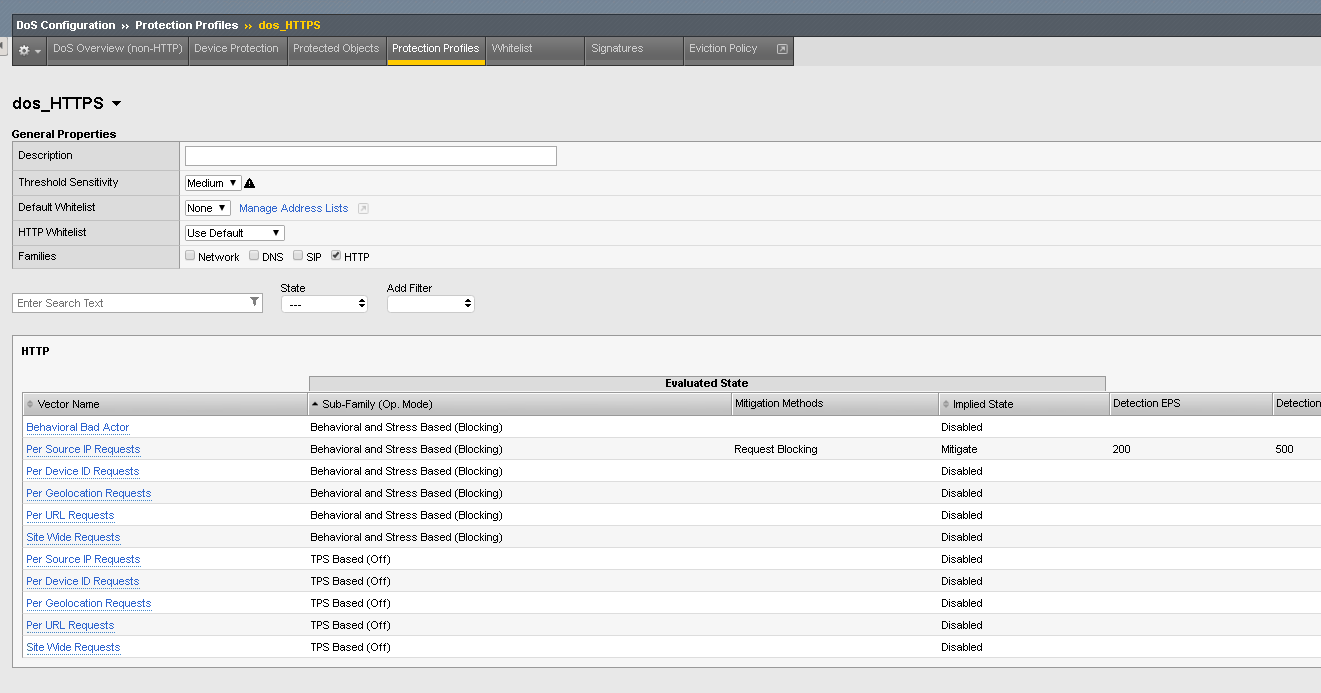 DoS Configuration ›› Protection Profiles ›› dos_HTTPS
DoS Overview (non-HTTP) Device Protection Protected Objects Protection Profiles Whitelist Signatures Eviction Policy
dos_HTTPS
General Properties
Description
Threshold Sensitivity Medium
Default Whitelist None Manage Address Lists
HTTP Whitelist Use Default
Families Network DNS SIP HTTP
State Add Filter
Enter Search Text ---
HTTP
Evaluated State
Vector Name Sub-Family (Op. Mode) Mitigation Methods Implied State Detection EPS Detection
Behavioral Bad Actor Behavioral and Stress Based (Blocking) Disabled
Per Source IP Requests Behavioral and Stress Based (Blocking) Request Blocking Mitigate 200 500
Per Device ID Requests Behavioral and Stress Based (Blocking) Disabled
Per Geolocation Requests Behavioral and Stress Based (Blocking) Disabled
Per URL Requests Behavioral and Stress Based (Blocking) Disabled
Site Wide Requests Behavioral and Stress Based (Blocking) Disabled
Per Source IP Requests TPS Based (Off) Disabled
Per Device ID Requests TPS Based (Off) Disabled
Per Geolocation Requests TPS Based (Off) Disabled
Per URL Requests TPS Based (Off) Disabled
Site Wide Requests TPS Based (Off) Disabled